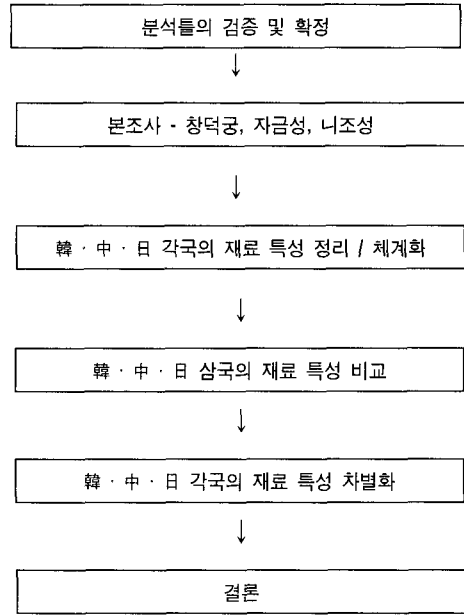 분석틀의 검증 및 확정
↓
본조사 - 창덕궁, 자금성, 니조성
↓
韓 · 中 · 日 각국의 재료 특성 정리 / 체계화
↓
韓 · 中 · 日 삼국의 재료 특성 비교
↓
韓 · 中 · 日 각국의 재료 특성 차별화
↓
결론